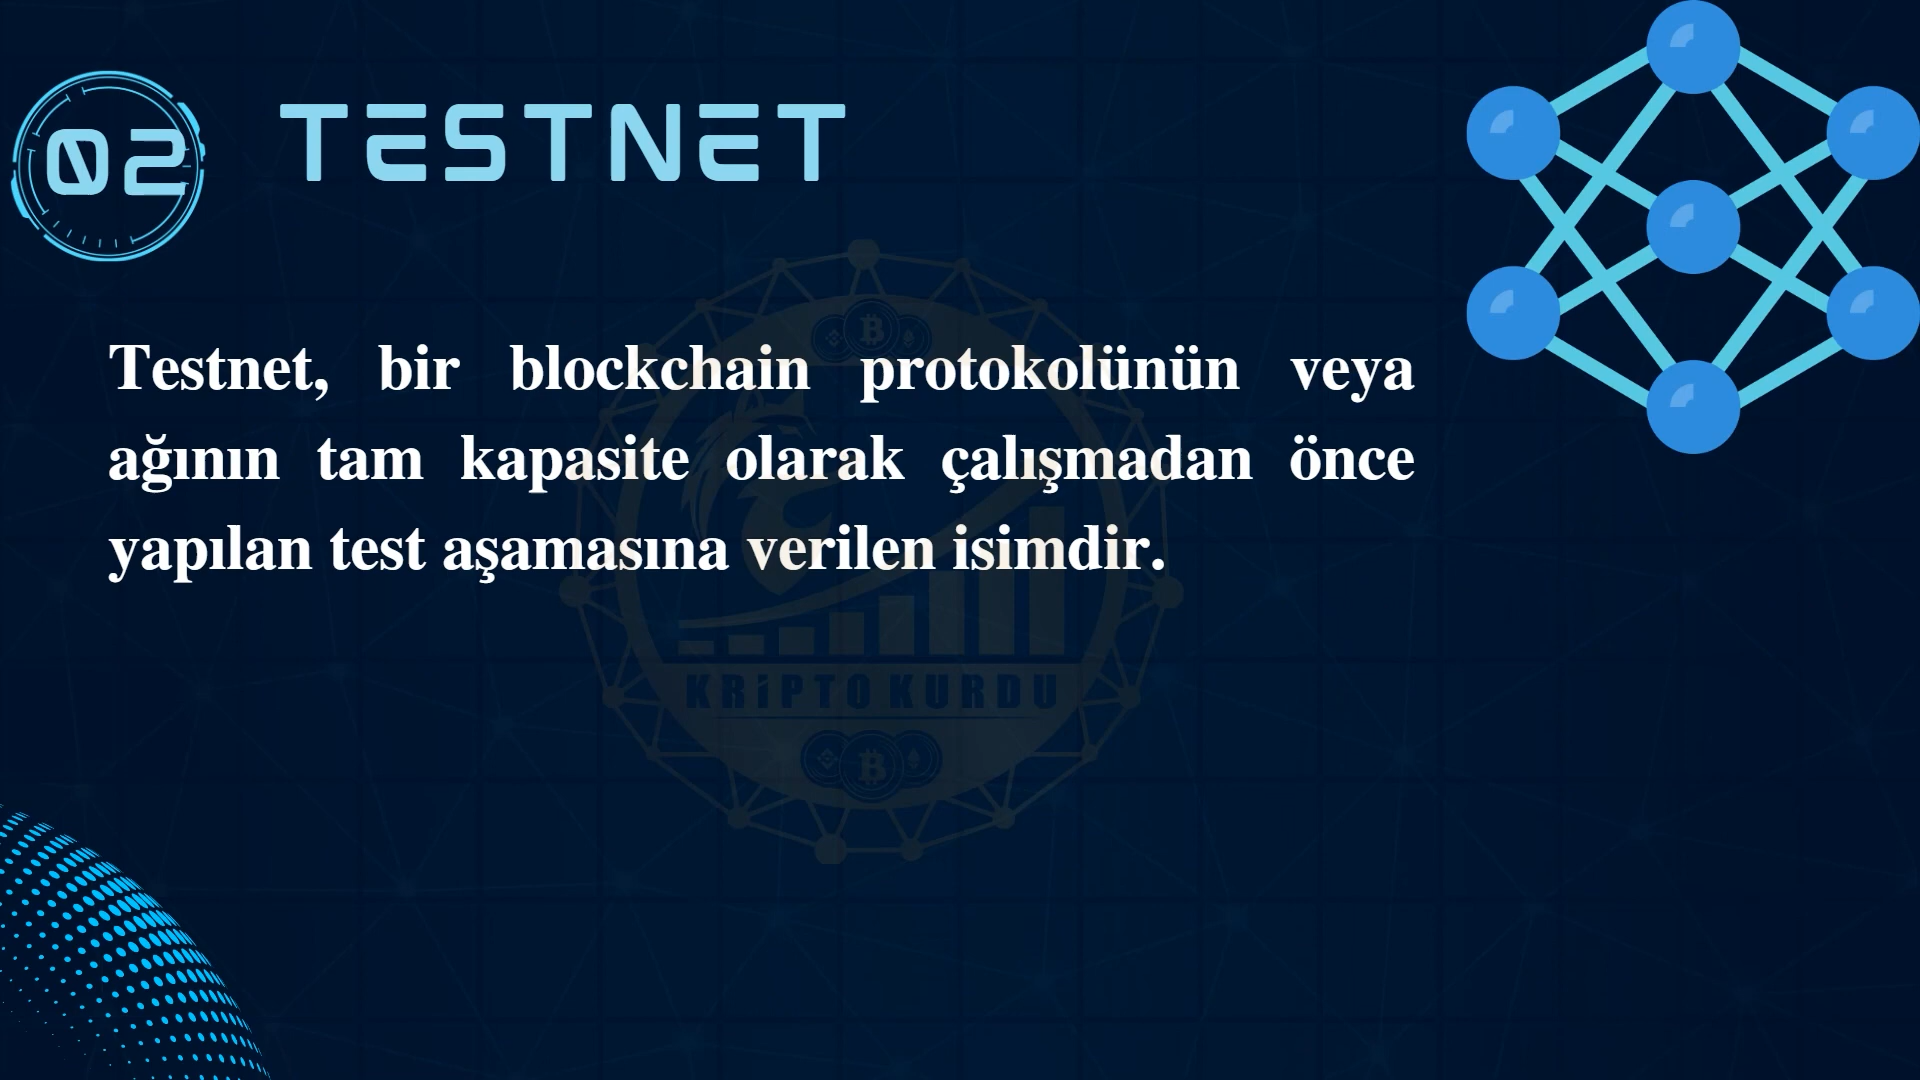 02
TESTNET
Testnet, bir blockchain protokolünün veya
ağının tam kapasite olarak çalışmadan önce
yapılan test aşamasına verilen isimdir.
KRİPTO KURDU